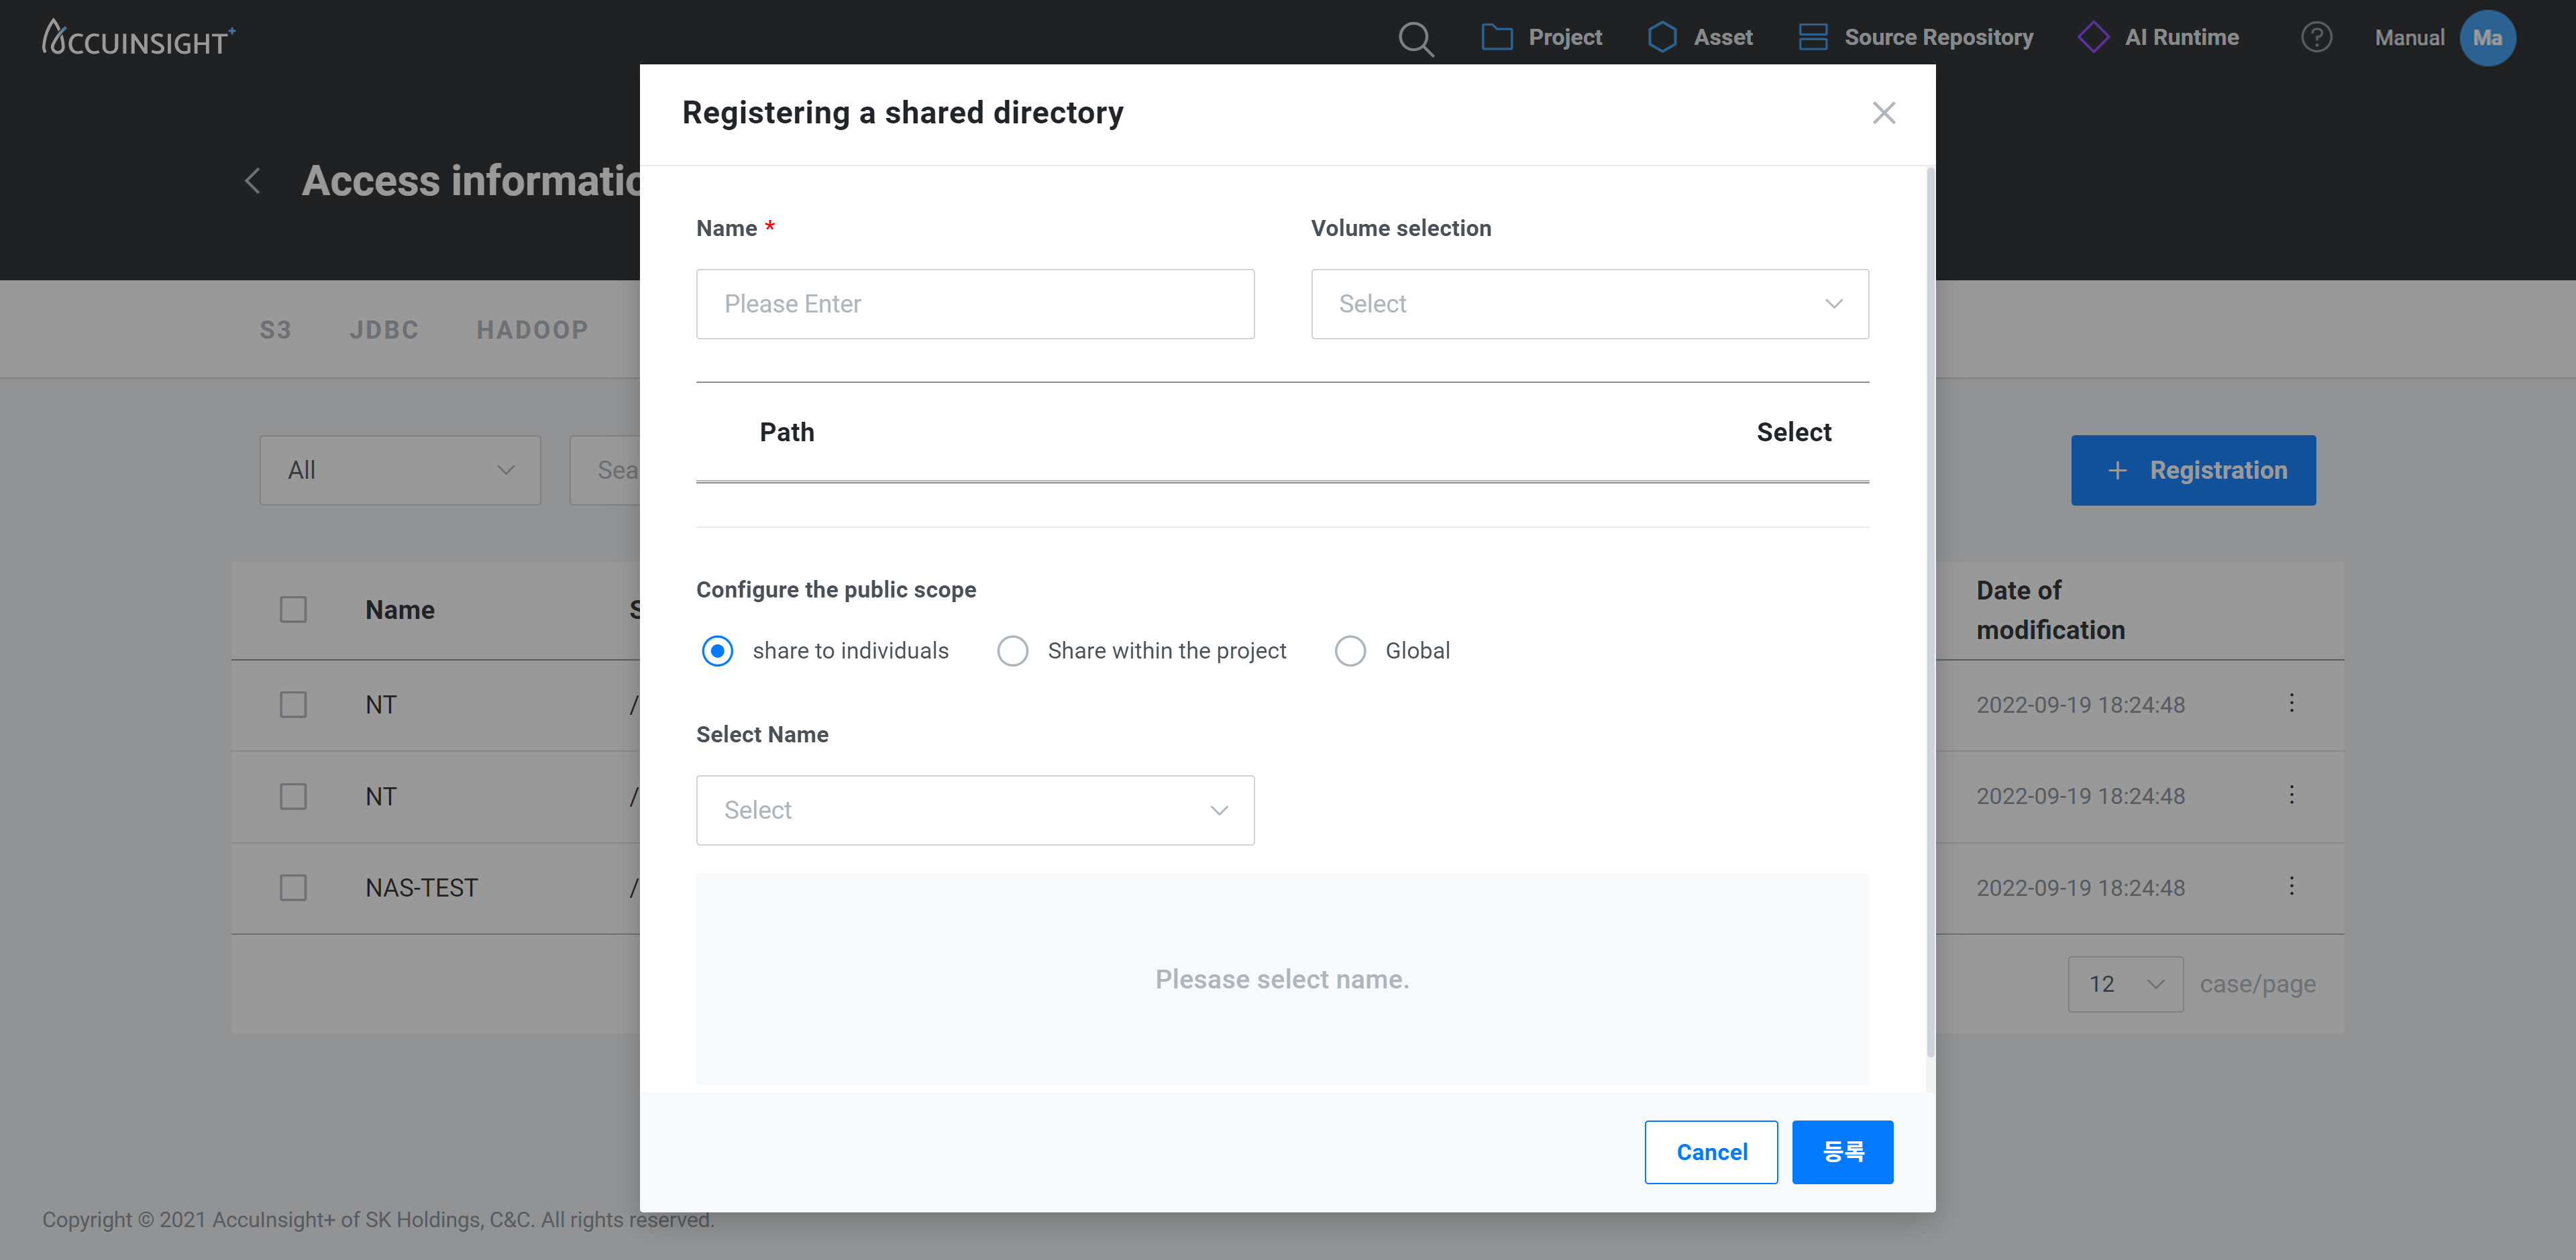 ACCUINSIGHT+
Project
Asset
Source Repository
AI Runtime
?
Manual
Ma
Registering a shared directory
Access informatio
Name *
Volume selection
Please Enter
Select
S3
JDBC
HADOOP
Path
Select
All
Sea
+ Registration
Configure the public scope
share to individuals
Share within the project
Global
Name
S
Date of
modification
NT
/
2022-09-19 18:24:48
Select Name
NT
/
2022-09-19 18:24:48
Select
NAS-TEST
/
2022-09-19 18:24:48
Plesase select name.
12
case/page
Cancel
등록
Copyright © 2021 AccuInsight+ of SK Holdings, C&C. All rights reserved.